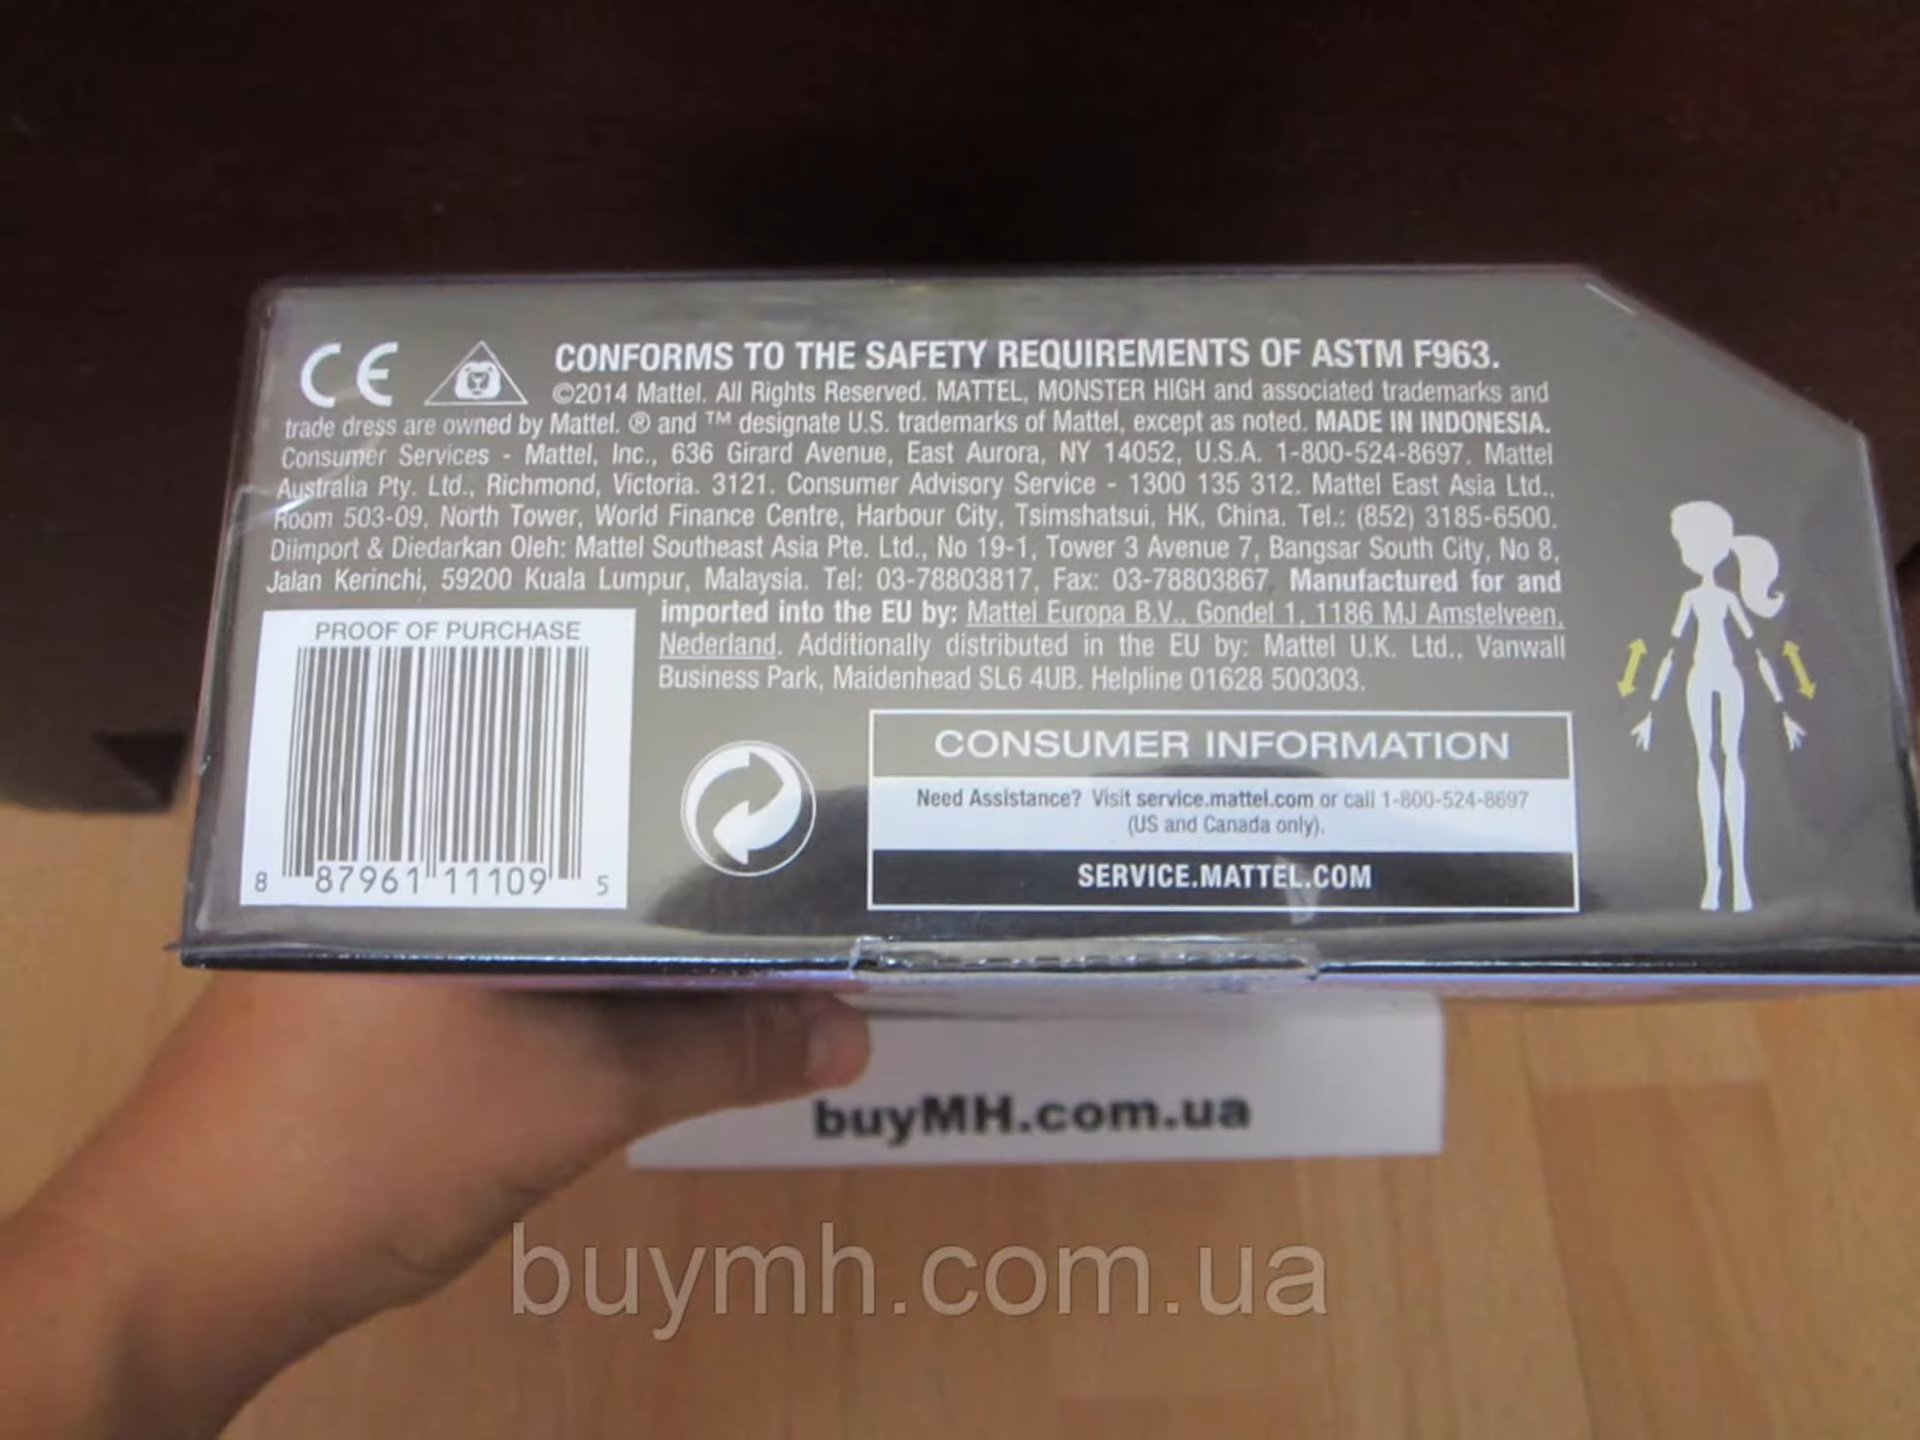 CE
CONFORMS TO THE SAFETY REQUIREMENTS OF ASTM F963.
©2014 Mattel. All Rights Reserved. MATTEL, MONSTER HIGH and associated trademarks and
trade dress are owned by Mattel. ® and ™ designate U.S. trademarks of Mattel, except as noted. MADE IN INDONESIA.
Consumer Services - Mattel, Inc., 636 Girard Avenue, East Aurora, NY 14052, U.S.A. 1-800-524-8697. Mattel
Australia Pty. Ltd., Richmond, Victoria. 3121. Consumer Advisory Service - 1300 135 312. Mattel East Asia Ltd.,
Room 503-09, North Tower, World Finance Centre, Harbour City, Tsimshatsui, HK, China. Tel.: (852) 3185-6500.
Diimport & Diedarkan Oleh: Mattel Southeast Asia Pte. Ltd., No 19-1, Tower 3 Avenue 7, Bangsar South City, No 8,
Jalan Kerinchi, 59200 Kuala Lumpur, Malaysia. Tel: 03-78803817, Fax: 03-78803867. Manufactured for and
imported into the EU by: Mattel Europa B.V., Gondel 1, 1186 MJ Amstelveen,
Nederland. Additionally distributed in the EU by: Mattel U.K. Ltd., Vanwall
Business Park, Maidenhead SL6 4UB. Helpline 01628 500303.
PROOF OF PURCHASE
8 87961 11109 5
CONSUMER INFORMATION
Need Assistance? Visit service.mattel.com or call 1-800-524-8697
(US and Canada only).
SERVICE.MATTEL.COM
buyMH.com.ua
buymh.com.ua